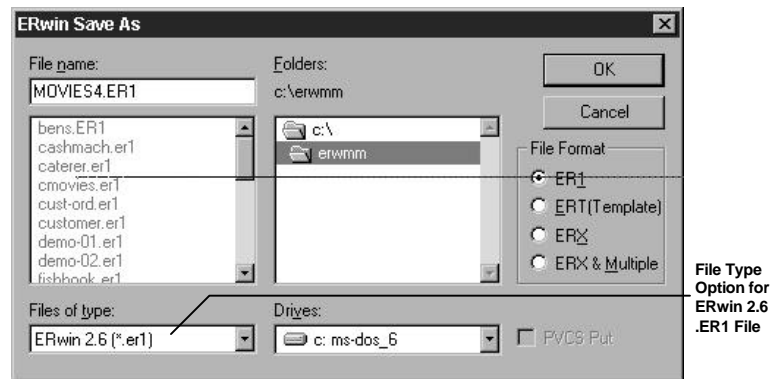 ERwin Save As
File name:
MOVIES4.ER1
bens.ER1
cashmach.er1
caterer.er1
cmovies.er1
cust-ord.er1
customer.er1
demo-01.er1
demo-02.er1
fishhook.er1
Files of type:
ERwin 2.6 (*.er1)
Folders:
c:\erwmm
c:\
erwmm
Drives:
c: ms-dos_6
OK
Cancel
File Format
ER1
ERT(Template)
ERX
ERX & Multiple
PVCS Put
File Type
Option for
ERwin 2.6
.ER1 File